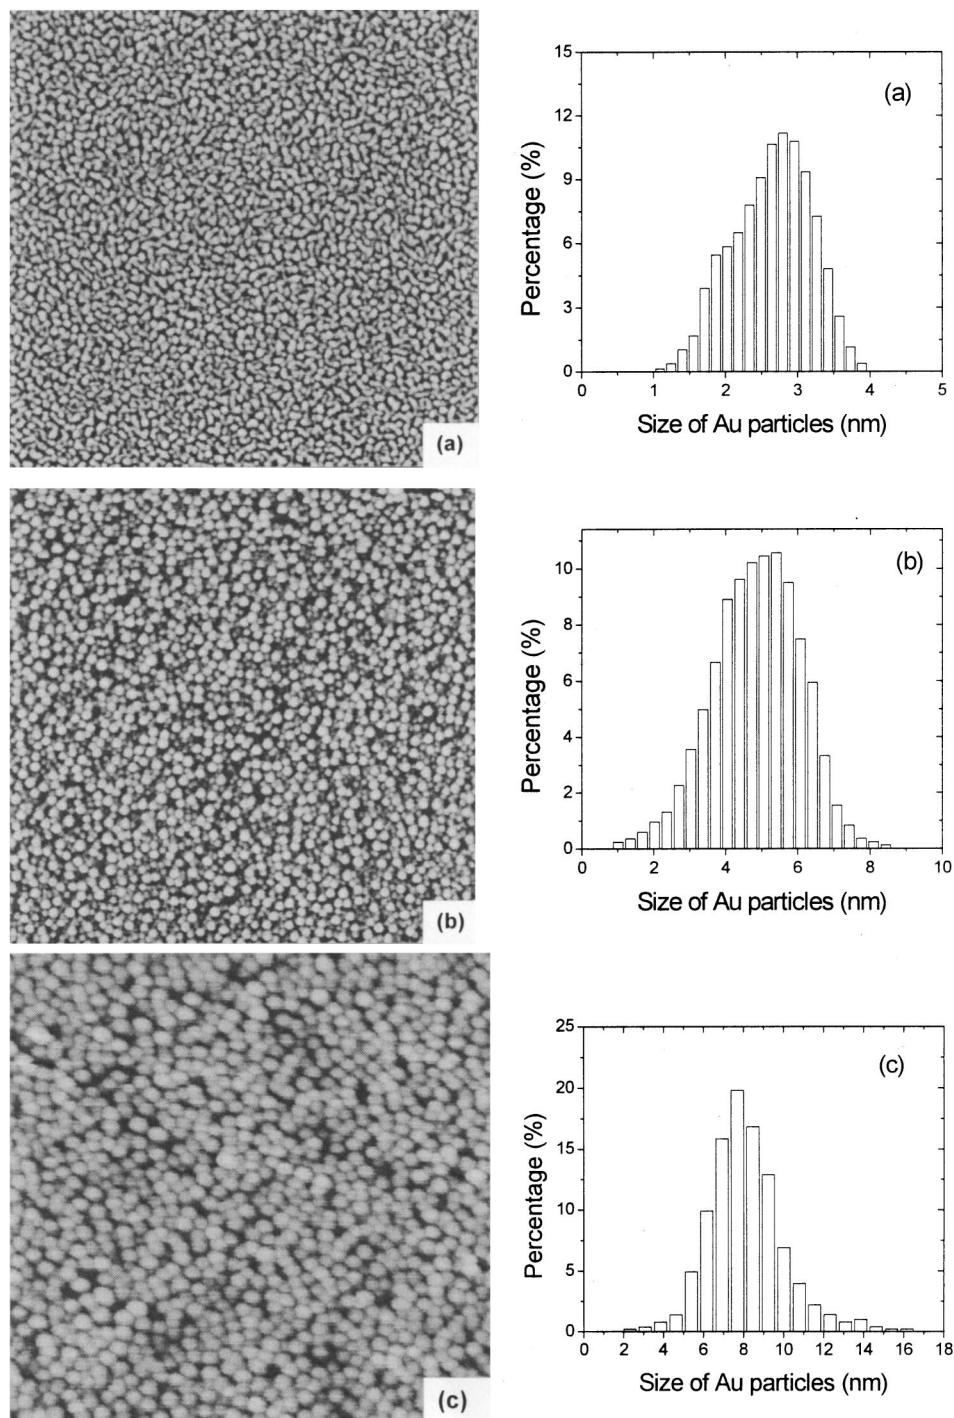 (a)
15
12
9
6
3
0
Percentage (%)
(a)
0 1 2 3 4 5
Size of Au particles (nm)
(b)
10
8
6
4
2
0
Percentage (%)
(b)
0 2 4 6 8 10
Size of Au particles (nm)
(c)
25
20
15
10
5
0
Percentage (%)
(c)
0 2 4 6 8 10 12 14 16 18
Size of Au particles (nm)